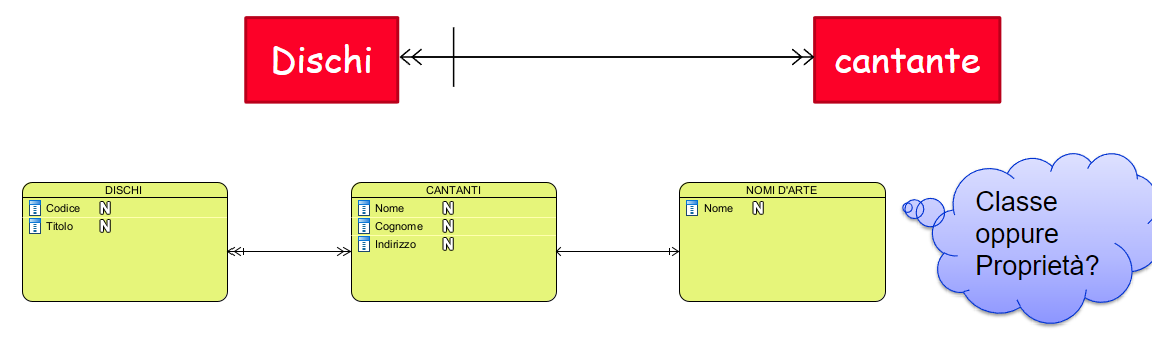 Dischi
cantante
DISCHI
Codice N
Titolo N
CANTANTI
Nome N
Cognome N
Indirizzo N
NOMI D'ARTE
Nome N
Classe
oppure
Proprietà?